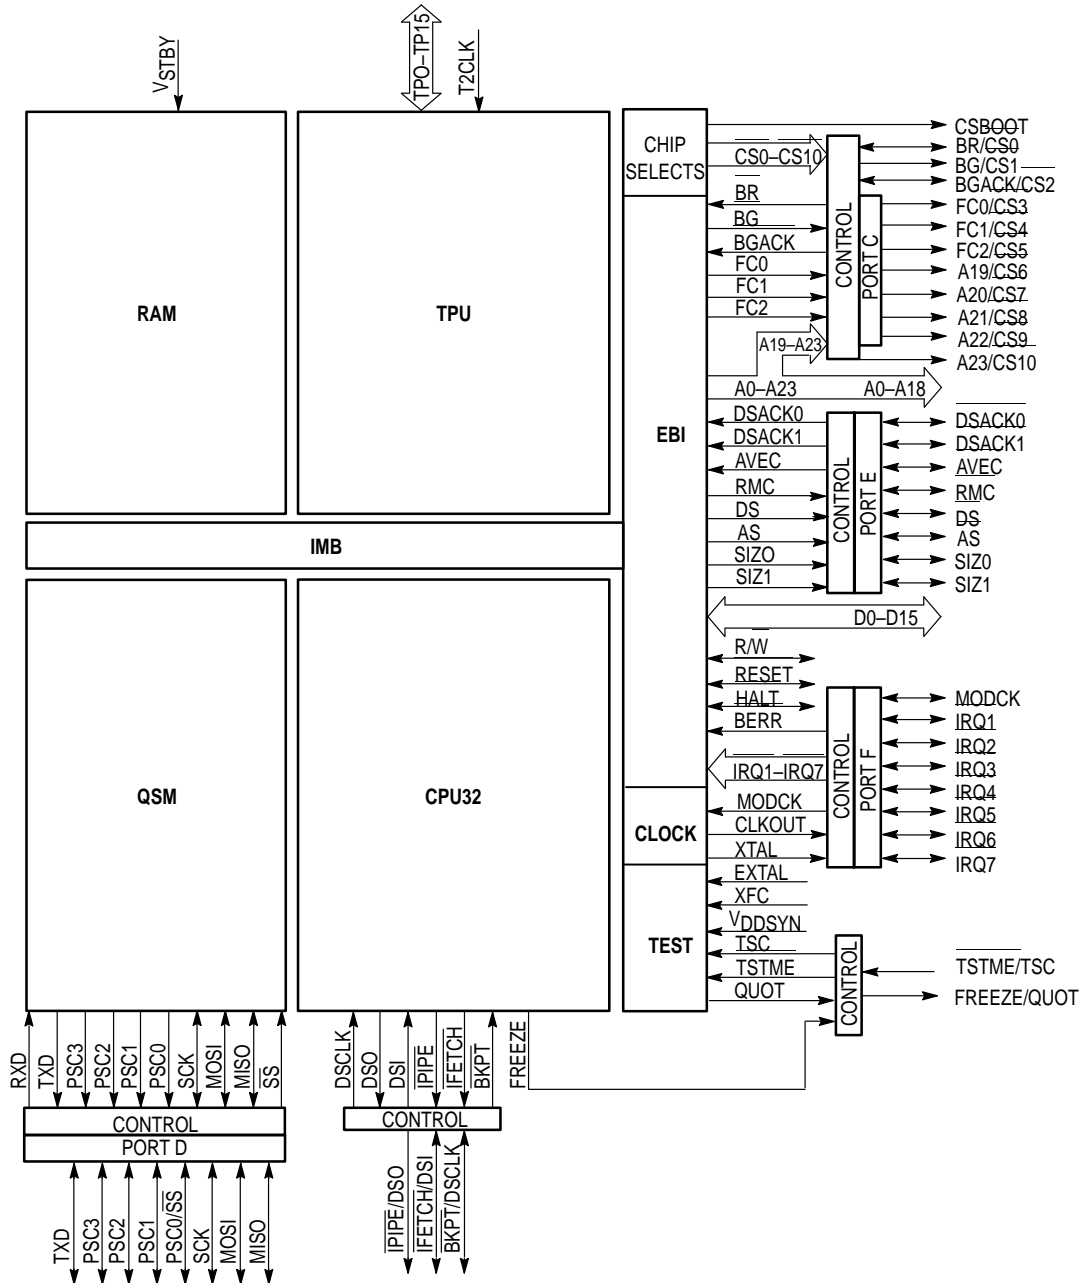 VSTBY
TPO–TP15
T2CLK
RAM
TPU
CHIP
SELECTS
EBI
CLOCK
TEST
IMB
QSM
CPU32
CS0–CS10
BR
BG
BGACK
FC0
FC1
FC2
A19–A23
A0–A23
A0–A18
CONTROL
PORT C
CSBOOT
BR/CS0
BG/CS1
BGACK/CS2
FC0/CS3
FC1/CS4
FC2/CS5
A19/CS6
A20/CS7
A21/CS8
A22/CS9
A23/CS10
DSACK0
DSACK1
AVEC
RMC
DS
AS
SIZO
SIZ1
CONTROL
PORT E
DSACK0
DSACK1
AVEC
RMC
DS
AS
SIZ0
SIZ1
D0–D15
R/W
RESET
HALT
BERR
IRQ1–IRQ7
MODCK
CLKOUT
XTAL
EXTAL
XFC
VDDSYN
TSC
TSTME
QUOT
CONTROL
PORT F
MODCK
IRQ1
IRQ2
IRQ3
IRQ4
IRQ5
IRQ6
IRQ7
CONTROL
TSTME/TSC
FREEZE/QUOT
RXD
TXD
PSC3
PSC2
PSC1
PSC0
SCK
MOSI
MISO
SS
CONTROL
PORT D
TXD
PSC3
PSC2
PSC1
PSC0/SS
SCK
MOSI
MISO
DSCLK
DSO
DSI
IPIPE
IFETCH
BKPT
FREEZE
CONTROL
IPIPE/DSO
IFETCH/DSI
BKPT/DSCLK